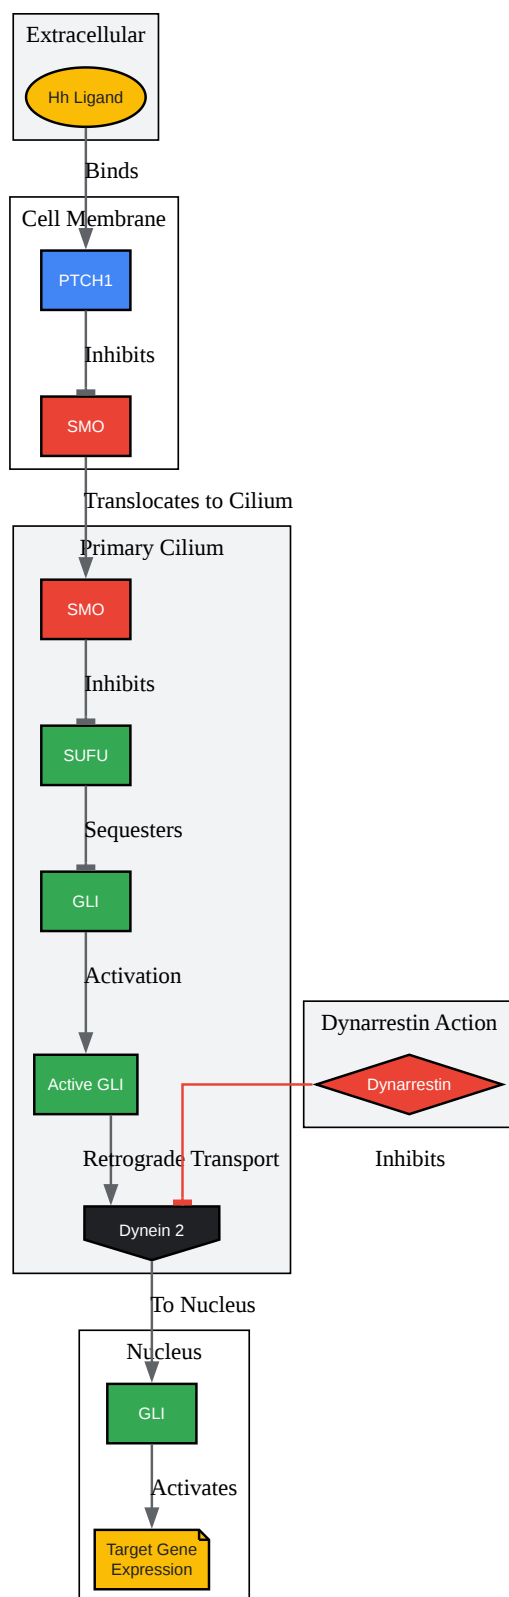 Extracellular
Hh Ligand
Binds
Cell Membrane
PTCH1
Inhibits
SMO
Translocates to Cilium
Primary Cilium
SMO
Inhibits
SUFU
Sequesters
GLI
Activation
Dynarrestin Action
Active GLI
Dynarrestin
Retrograde Transport
Inhibits
Dynein 2
To Nucleus
Nucleus
GLI
Activates
Target Gene
Expression